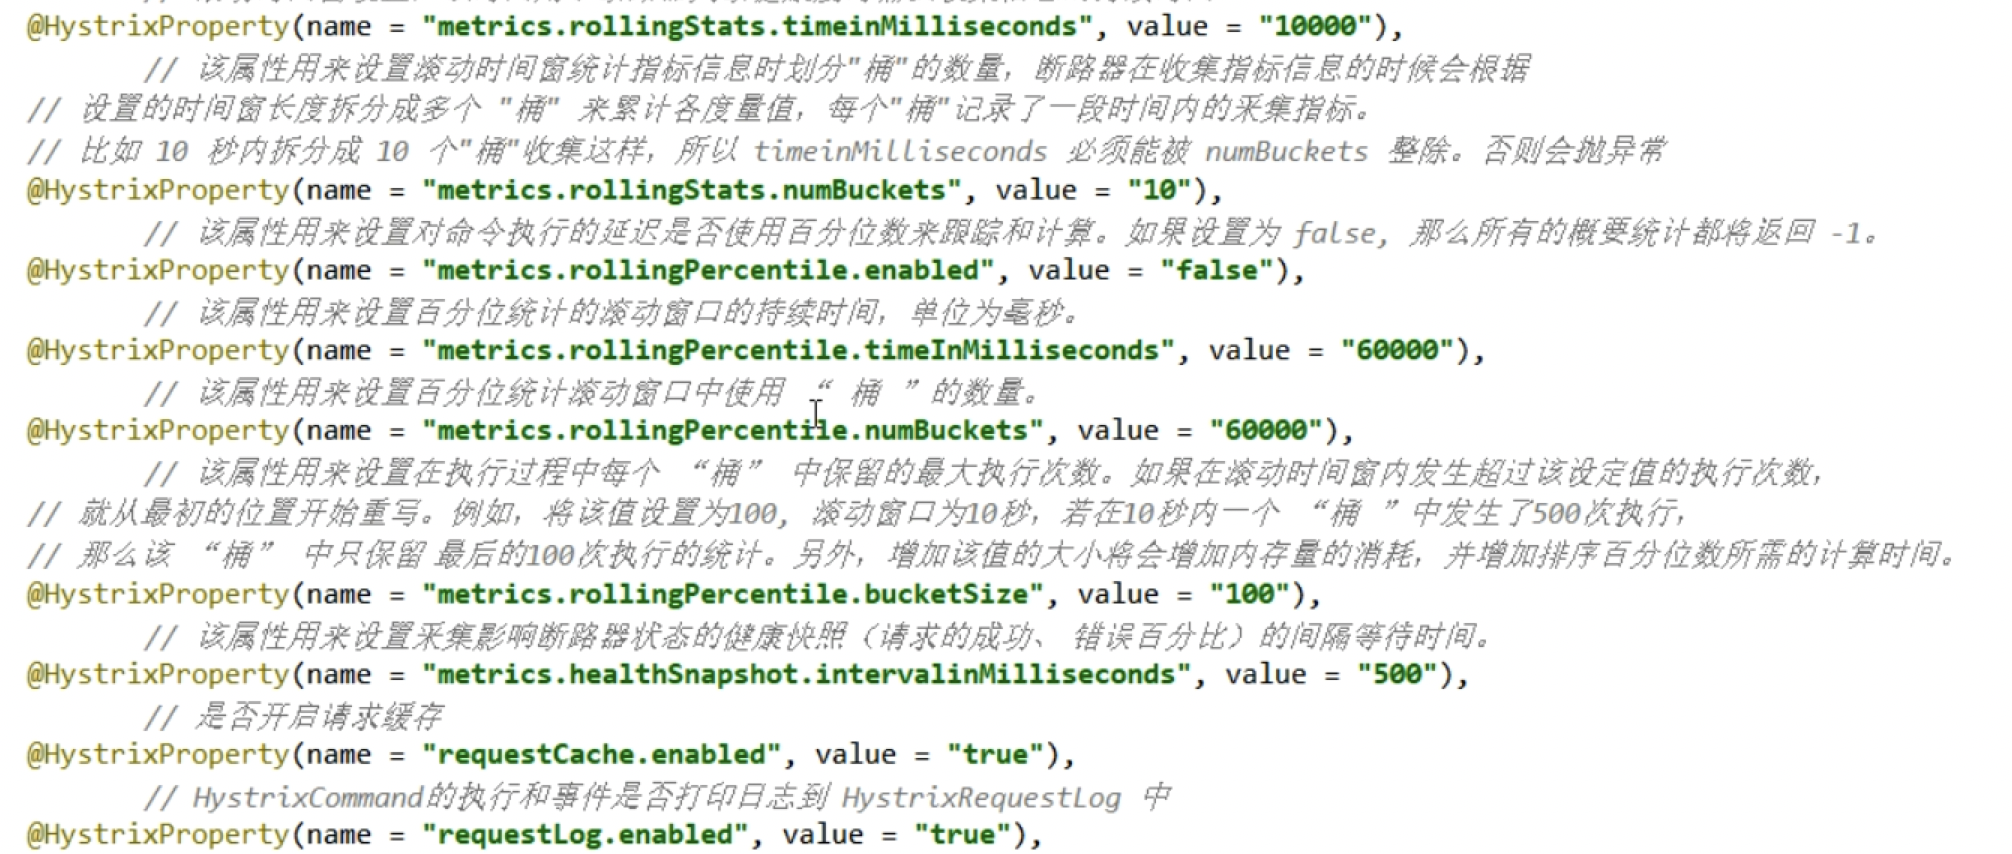 @HystrixProperty(name = "metrics.rollingStats.timeinMilliseconds", value = "10000"),
// 该属性用来设置滚动时间窗统计指标信息时划分"桶"的数量，断路器在收集指标信息的时候会根据
// 设置的时间窗长度拆分成多个 "桶" 来累计各度量值，每个"桶"记录了一段时间内的采集指标。
// 比如 10 秒内拆分成 10 个"桶"收集这样，所以 timeinMilliseconds 必须能被 numBuckets 整除。否则会抛异常
@HystrixProperty(name = "metrics.rollingStats.numBuckets", value = "10"),
// 该属性用来设置对命令执行的延迟是否使用百分位数来跟踪和计算。如果设置为 false, 那么所有的概要统计都将返回 -1。
@HystrixProperty(name = "metrics.rollingPercentile.enabled", value = "false"),
// 该属性用来设置百分位统计的滚动窗口的持续时间，单位为毫秒。
@HystrixProperty(name = "metrics.rollingPercentile.timeInMilliseconds", value = "60000"),
// 该属性用来设置百分位统计滚动窗口中使用 “ 桶 ”的数量。
@HystrixProperty(name = "metrics.rollingPercentile.numBuckets", value = "60000"),
// 该属性用来设置在执行过程中每个 “桶” 中保留的最大执行次数。如果在滚动时间窗内发生超过该设定值的执行次数，
// 就从最初的位置开始重写。例如，将该值设置为100, 滚动窗口为10秒，若在10秒内一个 “桶 ”中发生了500次执行，
// 那么该 “桶” 中只保留 最后的100次执行的统计。另外，增加该值的大小将会增加内存量的消耗，并增加排序百分位数所需的计算时间。
@HystrixProperty(name = "metrics.rollingPercentile.bucketSize", value = "100"),
// 该属性用来设置采集影响断路器状态的健康快照（请求的成功、 错误百分比）的间隔等待时间。
@HystrixProperty(name = "metrics.healthSnapshot.intervalinMilliseconds", value = "500"),
// 是否开启请求缓存
@HystrixProperty(name = "requestCache.enabled", value = "true"),
// HystrixCommand的执行和事件是否打印日志到 HystrixRequestLog 中
@HystrixProperty(name = "requestLog.enabled", value = "true"),